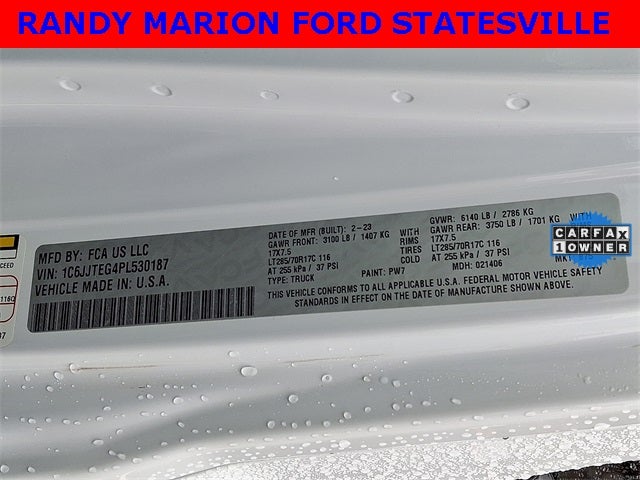 RANDY MARION FORD STATESVILLE
MFD BY: FCA US LLC
VIN: 1C6JJTEG4PL530187
VEHICLE MADE IN: U.S.A.
DATE OF MFR (BUILT): 2-23
GAWR FRONT: 3100 LB / 1407 KG WITH
17X7.5 RIMS
LT285/70R17C 116 TIRES
AT 255 kPa / 37 PSI COLD
TYPE: TRUCK
PAINT: PW7
GVWR: 6140 LB / 2786 KG
GAWR REAR: 3750 LB / 1701 KG WITH
17X7.5
LT285/70R17C 116
AT 255 kPa / 37 PSI
MDH: 021406
THIS VEHICLE CONFORMS TO ALL APPLICABLE U.S.A. FEDERAL MOTOR VEHICLE SAFETY
STANDARDS IN EFFECT ON THE DATE OF MANUFACTURE SHOWN ABOVE.
CARFAX
1 OWNER